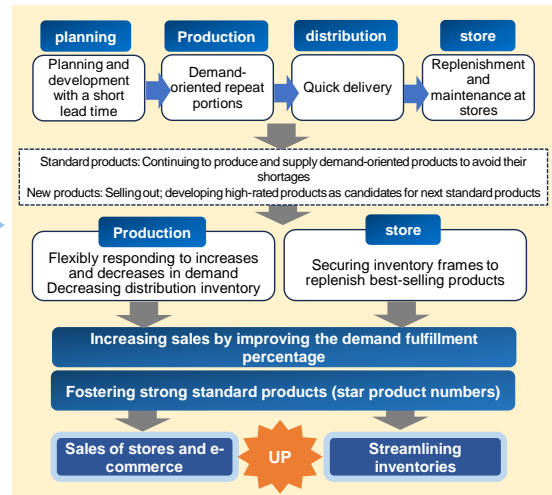 planning
Production
distribution
store
Planning and
development
with a short
lead time
Demand-
oriented repeat
portions
Quick delivery
Replenishment
and
maintenance at
stores
Standard products: Continuing to produce and supply demand-oriented products to avoid their
shortages
New products: Selling out; developing high-rated products as candidates for next standard products
Production
Flexibly responding to increases
and decreases in demand
Decreasing distribution inventory
store
Securing inventory frames to
replenish best-selling products
Increasing sales by improving the demand fulfillment
percentage
Fostering strong standard products (star product numbers)
Sales of stores and e-
commerce
UP
Streamlining
inventories